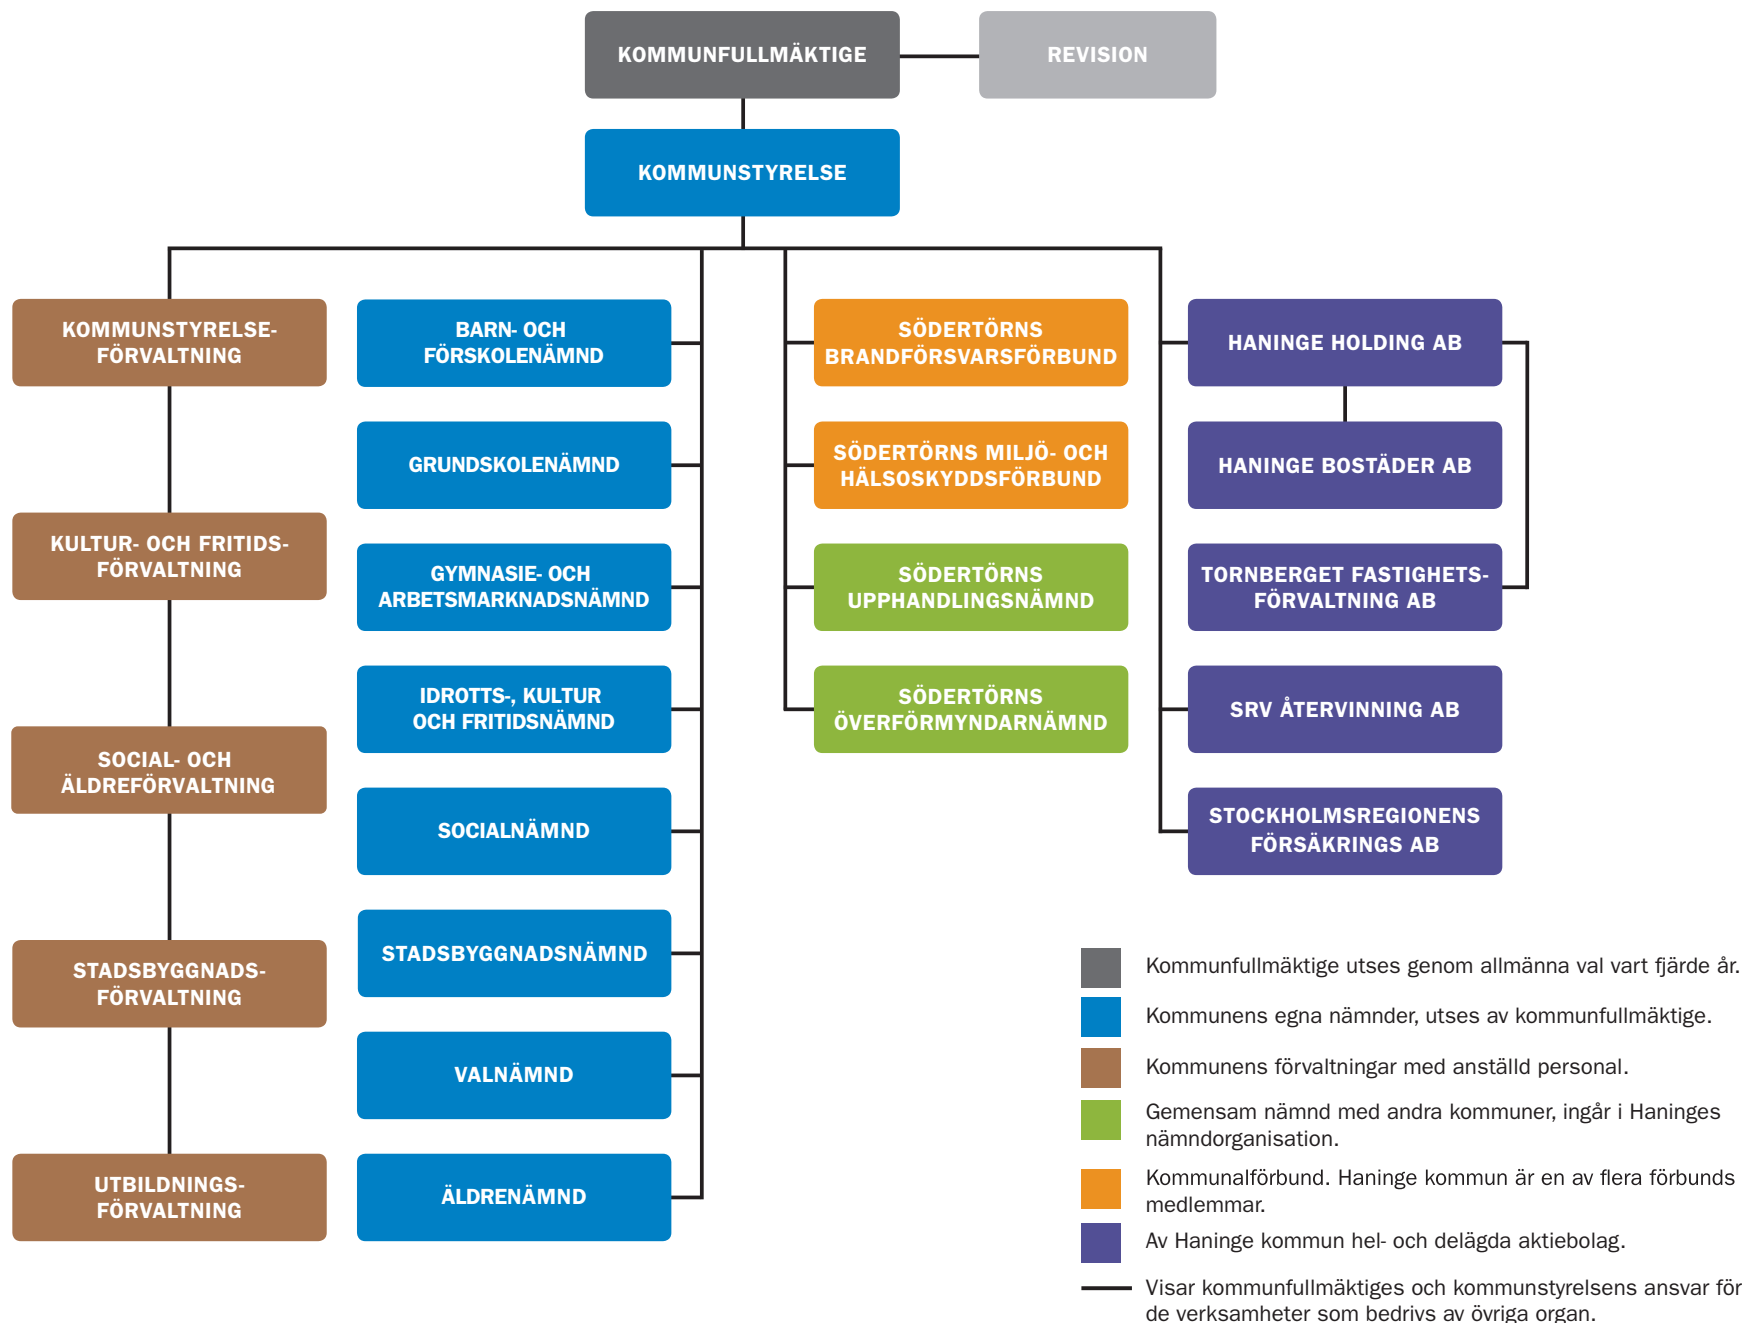 KOMMUNFULLMÄKTIGE
REVISION
KOMMUNSTYRELSE
KOMMUNSTYRELSE-
FÖRVALTNING
KULTUR- OCH FRITIDS-
FÖRVALTNING
SOCIAL- OCH
ÄLDREFÖRVALTNING
STADSBYGGNADS-
FÖRVALTNING
UTBILDNINGS-
FÖRVALTNING
BARN- OCH
FÖRSKOLENÄMND
GRUNDSKOLENÄMND
GYMNASIE- OCH
ARBETSMARKNADSNÄMND
IDROTTS-, KULTUR
OCH FRITIDSNÄMND
SOCIALNÄMND
STADSBYGGNADSNÄMND
VALNÄMND
ÄLDRENÄMND
SÖDERTÖRNS
BRANDFÖRSVARSFÖRBUND
SÖDERTÖRNS MILJÖ- OCH
HÄLSOSKYDDSFÖRBUND
SÖDERTÖRNS
UPPHANDLINGSNÄMND
SÖDERTÖRNS
ÖVERFÖRMYNDARNÄMND
HANINGE HOLDING AB
HANINGE BOSTÄDER AB
TORNBERGET FASTIGHETS-
FÖRVALTNING AB
SRV ÅTERVINNING AB
STOCKHOLMSREGIONENS
FÖRSÄKRINGS AB
Kommunfullmäktige utses genom allmänna val vart fjärde år.
Kommunens egna nämnder, utses av kommunfullmäktige.
Kommunens förvaltningar med anställd personal.
Gemensam nämnd med andra kommuner, ingår i Haninges
nämndorganisation.
Kommunalförbund. Haninge kommun är en av flera förbunds
medlemmar.
Av Haninge kommun hel- och delägda aktiebolag.
Visar kommunfullmäktiges och kommunstyrelsens ansvar för
de verksamheter som bedrivs av övriga organ.